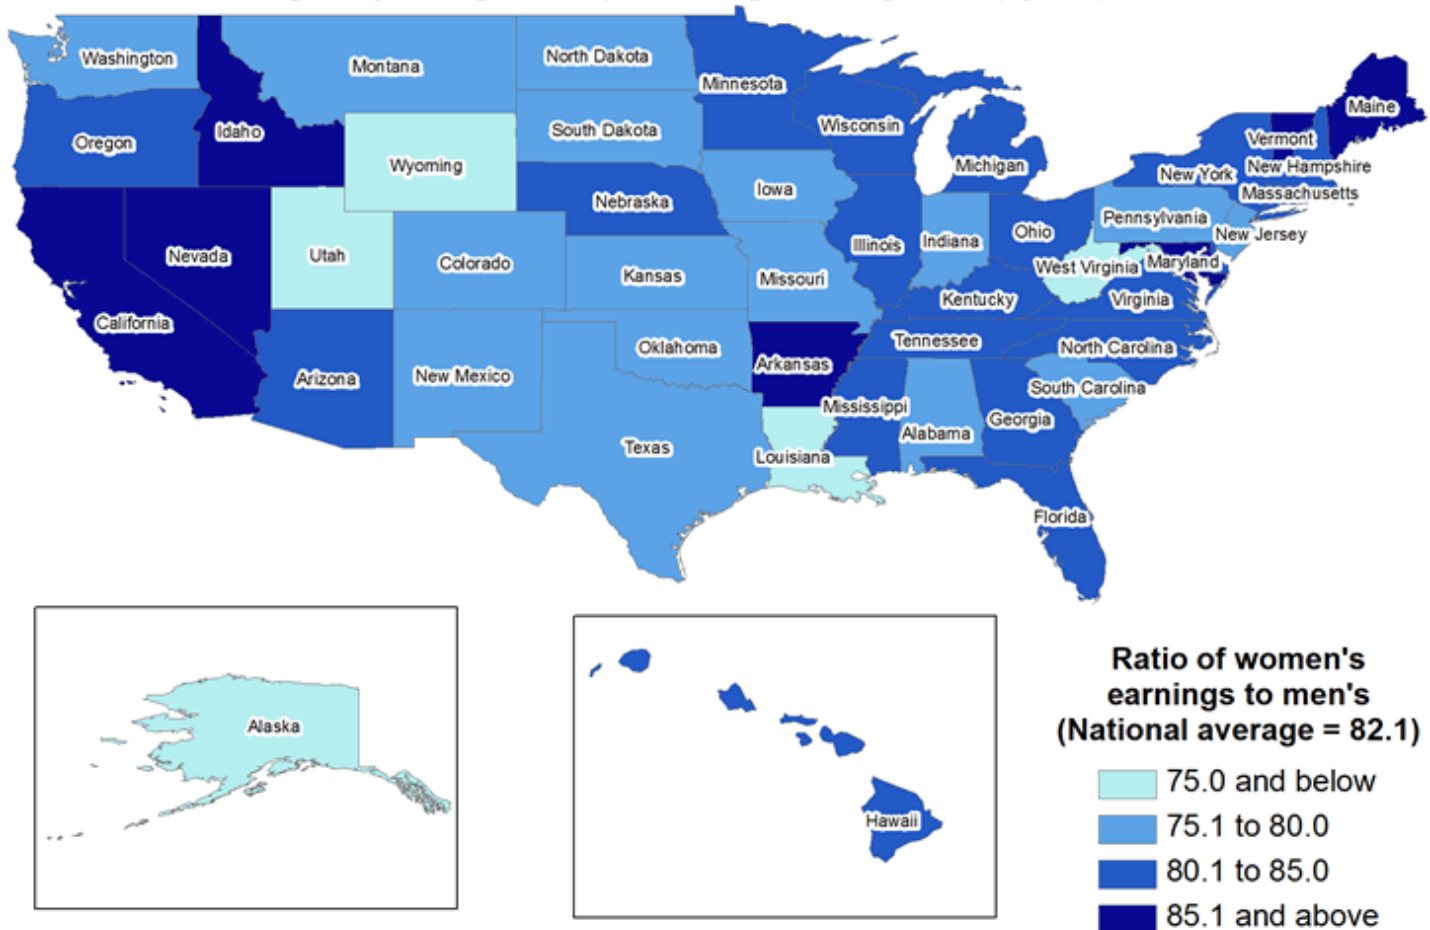 Washington
Montana
North Dakota
Minnesota
Maine
Oregon
Idaho
South Dakota
Wisconsin
Vermont
Wyoming
Michigan
New Hampshire
New York
Iowa
Massachusetts
Nebraska
Pennsylvania
Ohio
New Jersey
Illinois
Indiana
Nevada
Utah
Colorado
West Virginia
Maryland
Kansas
Missouri
Kentucky
Virginia
California
Tennessee
Oklahoma
North Carolina
Arkansas
Arizona
New Mexico
South Carolina
Mississippi
Georgia
Alabama
Texas
Louisiana
Florida
Alaska
Hawaii
Ratio of women's
earnings to men's
(National average = 82.1)
75.0 and below
75.1 to 80.0
80.1 to 85.0
85.1 and above